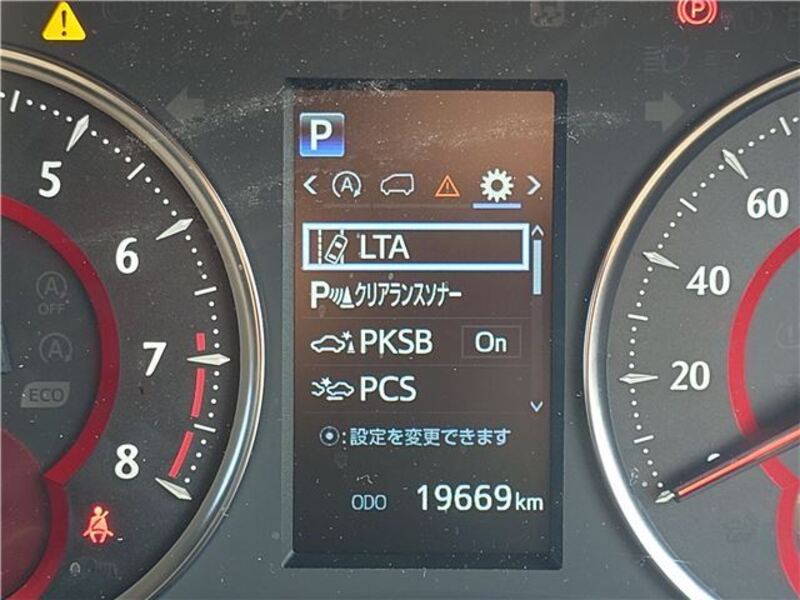 P
P
A
LTA
Pクリアランスソナー
PKSB On
PCS
:設定を変更できます
ODO 19669km
5
6
7
8
A
OFF
A
ECO
60
40
20